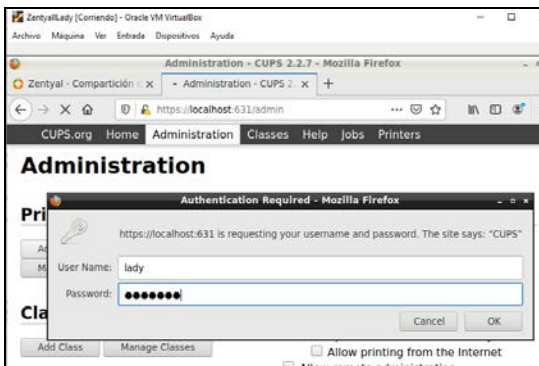 ZentyallLady [Corriendo] - Oracle VM VirtualBox
Archivo Máquina Ver Entrada Dispositivos Ayuda
Administration - CUPS 2.2.7 - Mozilla Firefox
Zentyal - Compartición
Administration - CUPS 2.
https://localhost:631/admin
CUPS.org Home Administration Classes Help Jobs Printers
Administration
Pri
Authentication Required - Mozilla Firefox
https://localhost:631 is requesting your username and password. The site says: "CUPS"
User Name: lady
Password: ●●●●●●●
Cancel OK
Cla
Add Class Manage Classes
Allow printing from the Internet